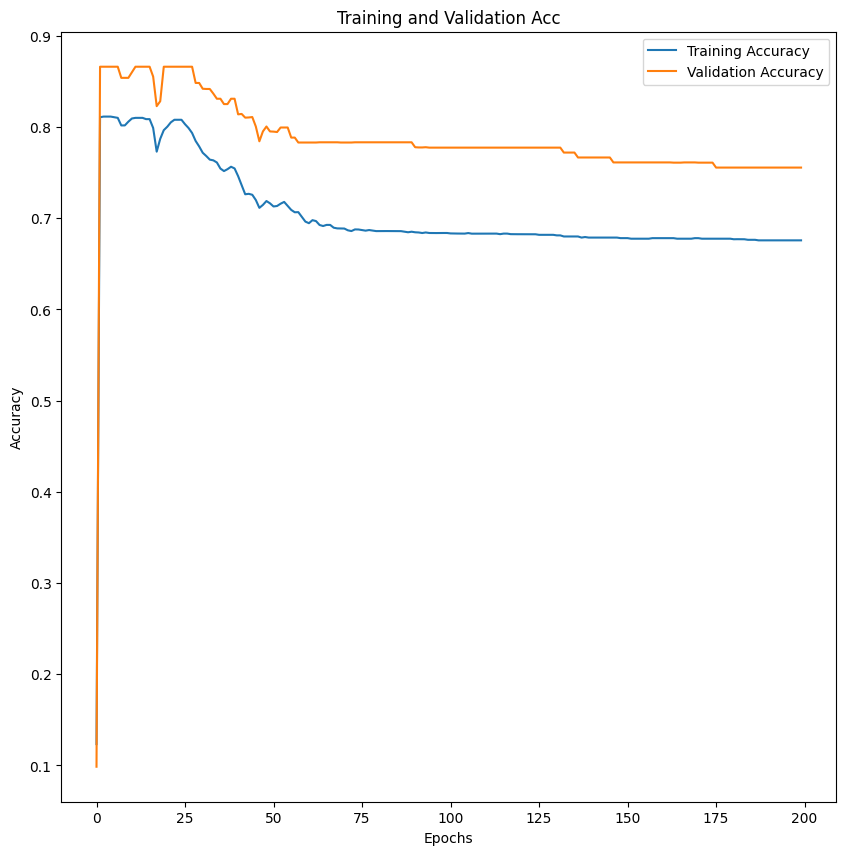 Training and Validation Acc
Training Accuracy
Validation Accuracy
0.9
0.8
0.7
0.6
0.5
0.4
0.3
0.2
0.1
Accuracy
0 25 50 75 100 125 150 175 200
Epochs